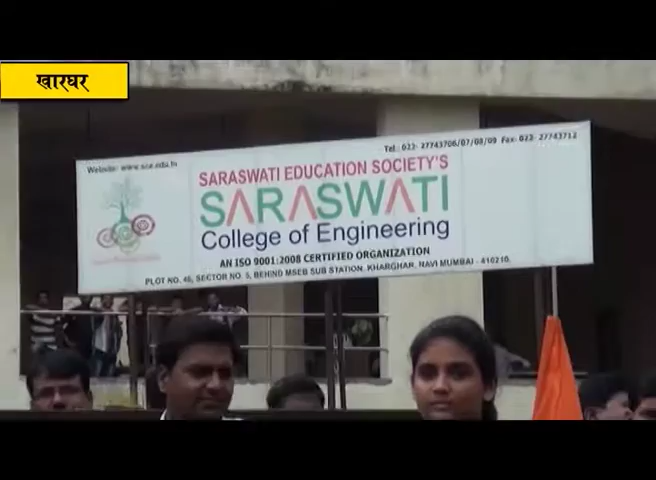 खारघर
Website:- www.sce.edu.in
Tel.: 022- 27743706/07/08/09 Fax:- 022- 27743712
SARASWATI EDUCATION SOCIETY'S
SARASWATI
College of Engineering
AN ISO 9001:2008 CERTIFIED ORGANIZATION
PLOT NO. 46, SECTOR NO. 5, BEHIND MSEB SUB STATION, KHARGHAR, NAVI MUMBAI - 410210.